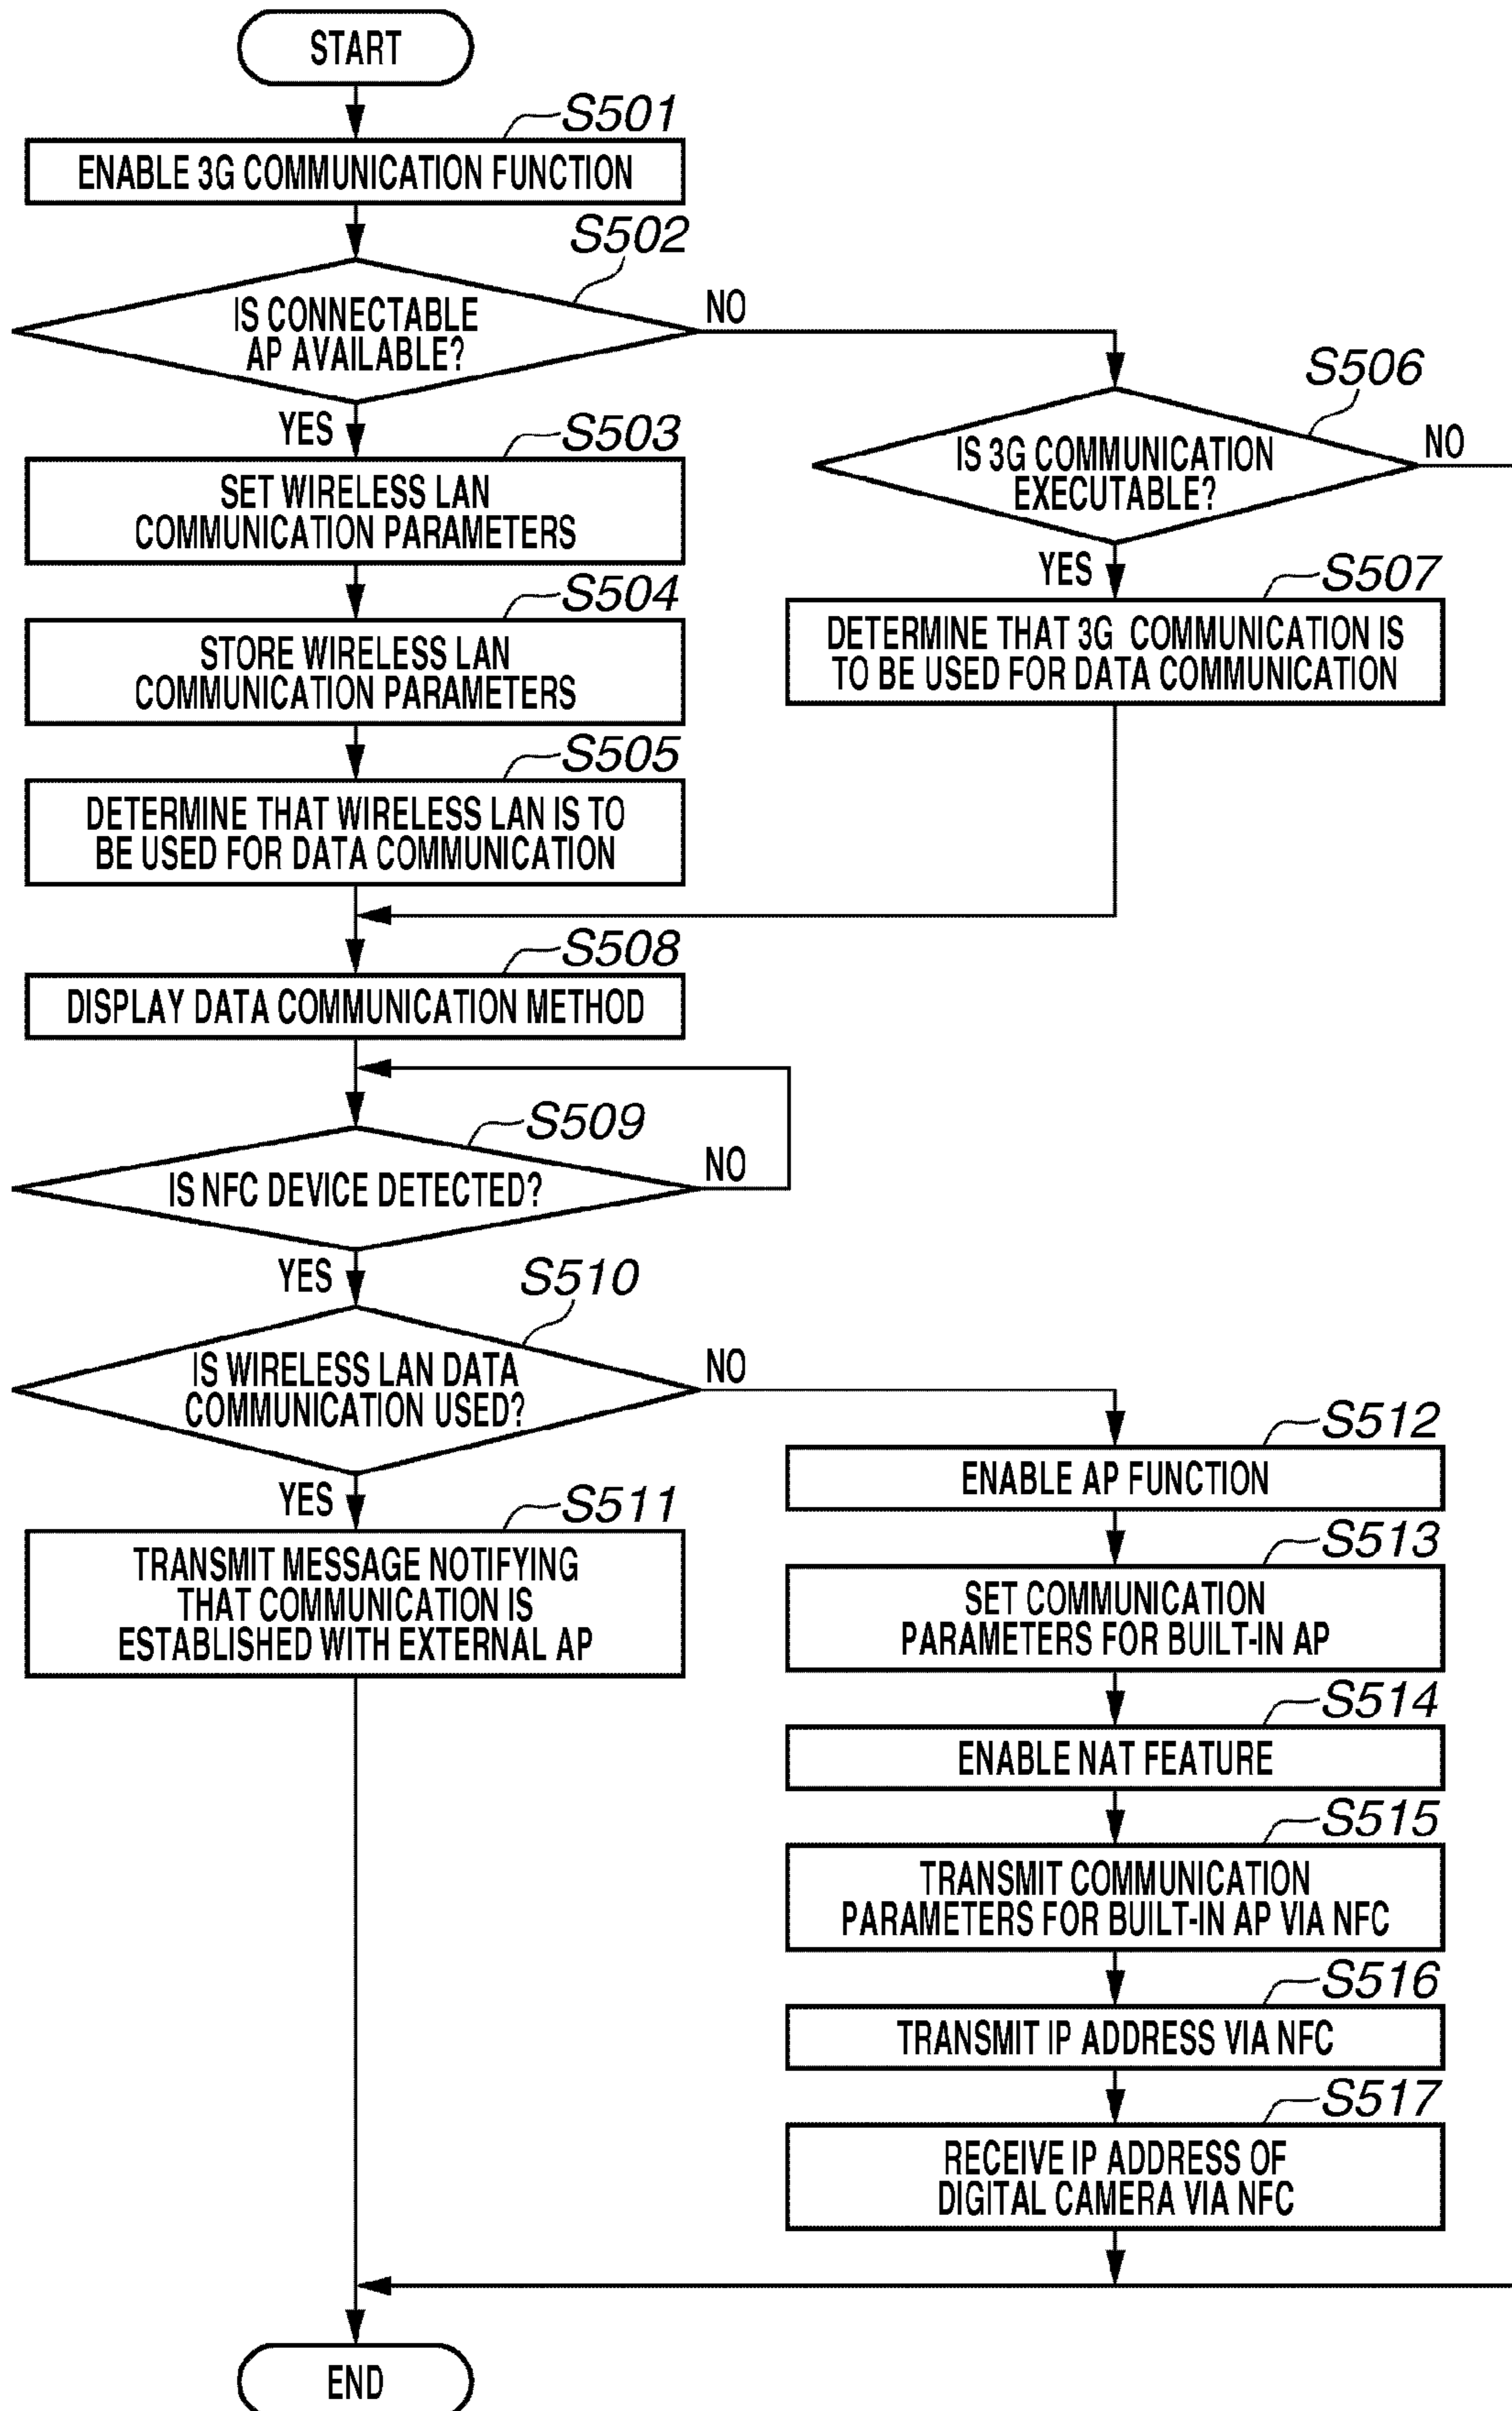 START
S501
ENABLE 3G COMMUNICATION FUNCTION
S502
IS CONNECTABLE
AP AVAILABLE?
NO
YES
S503
SET WIRELESS LAN
COMMUNICATION PARAMETERS
S504
STORE WIRELESS LAN
COMMUNICATION PARAMETERS
S505
DETERMINE THAT WIRELESS LAN IS TO
BE USED FOR DATA COMMUNICATION
S506
IS 3G COMMUNICATION
EXECUTABLE?
NO
YES
S507
DETERMINE THAT 3G COMMUNICATION IS
TO BE USED FOR DATA COMMUNICATION
S508
DISPLAY DATA COMMUNICATION METHOD
S509
IS NFC DEVICE DETECTED?
NO
YES
S510
IS WIRELESS LAN DATA
COMMUNICATION USED?
NO
YES
S511
TRANSMIT MESSAGE NOTIFYING
THAT COMMUNICATION IS
ESTABLISHED WITH EXTERNAL AP
S512
ENABLE AP FUNCTION
S513
SET COMMUNICATION
PARAMETERS FOR BUILT-IN AP
S514
ENABLE NAT FEATURE
S515
TRANSMIT COMMUNICATION
PARAMETERS FOR BUILT-IN AP VIA NFC
S516
TRANSMIT IP ADDRESS VIA NFC
S517
RECEIVE IP ADDRESS OF
DIGITAL CAMERA VIA NFC
END